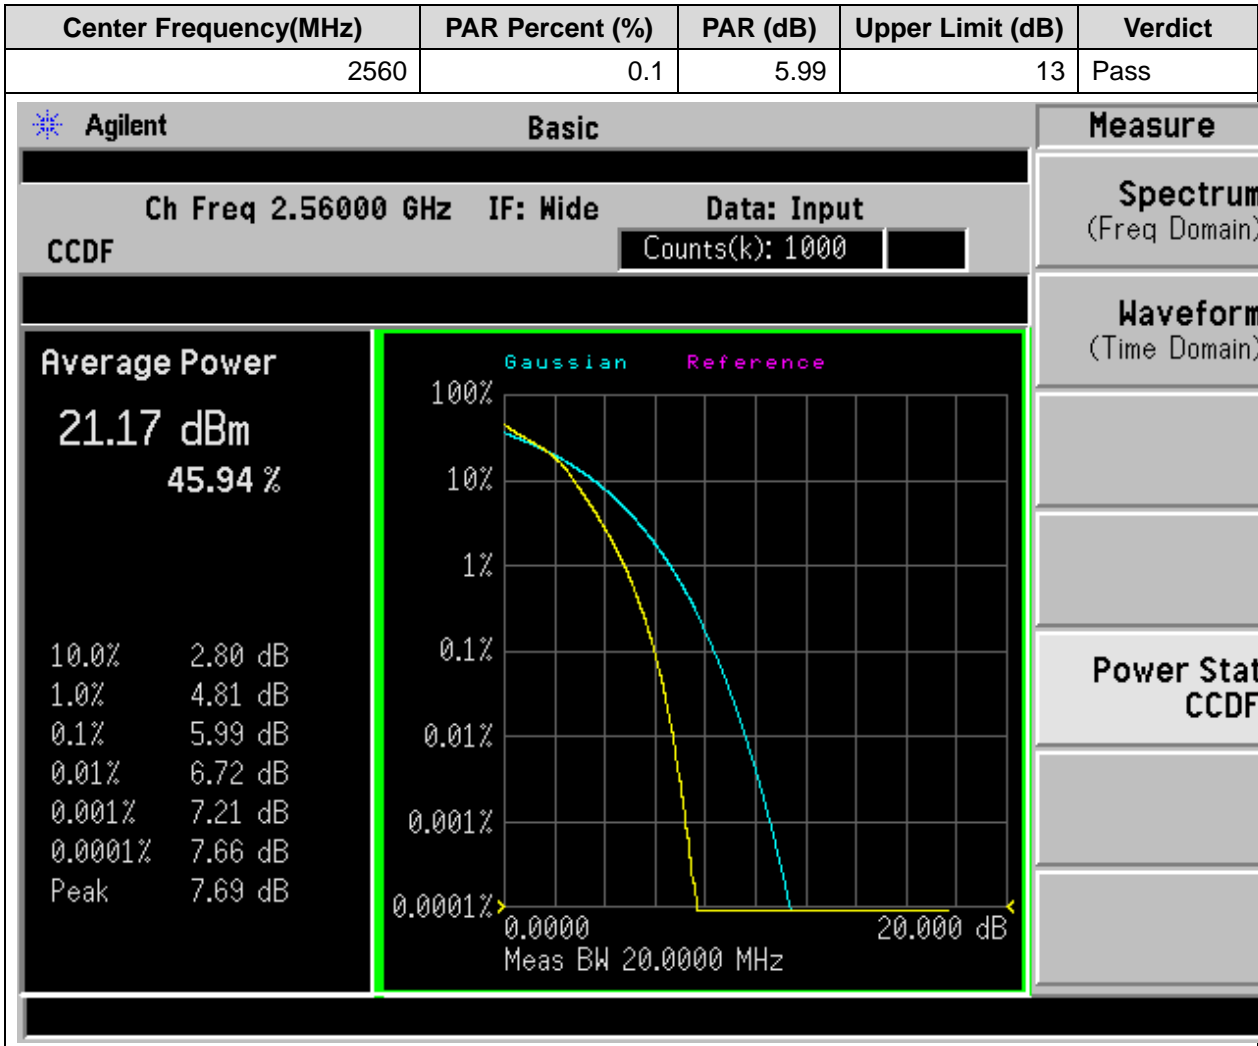 Center Frequency(MHz) PAR Percent (%) PAR (dB) Upper Limit (dB) Verdict
2560 0.1 5.99 13 Pass
Agilent Basic Measure
Ch Freq 2.56000 GHz IF: Wide Data: Input
CCDF Counts(k): 1000
Spectrum
(Freq Domain)
Waveform
(Time Domain)
Power Stat
CCDF
Average Power
21.17 dBm
45.94 %
10.0% 2.80 dB
1.0% 4.81 dB
0.1% 5.99 dB
0.01% 6.72 dB
0.001% 7.21 dB
0.0001% 7.66 dB
Peak 7.69 dB
Gaussian Reference
100%
10%
1%
0.1%
0.01%
0.001%
0.0001%
0.0000 20.000 dB
Meas BW 20.0000 MHz